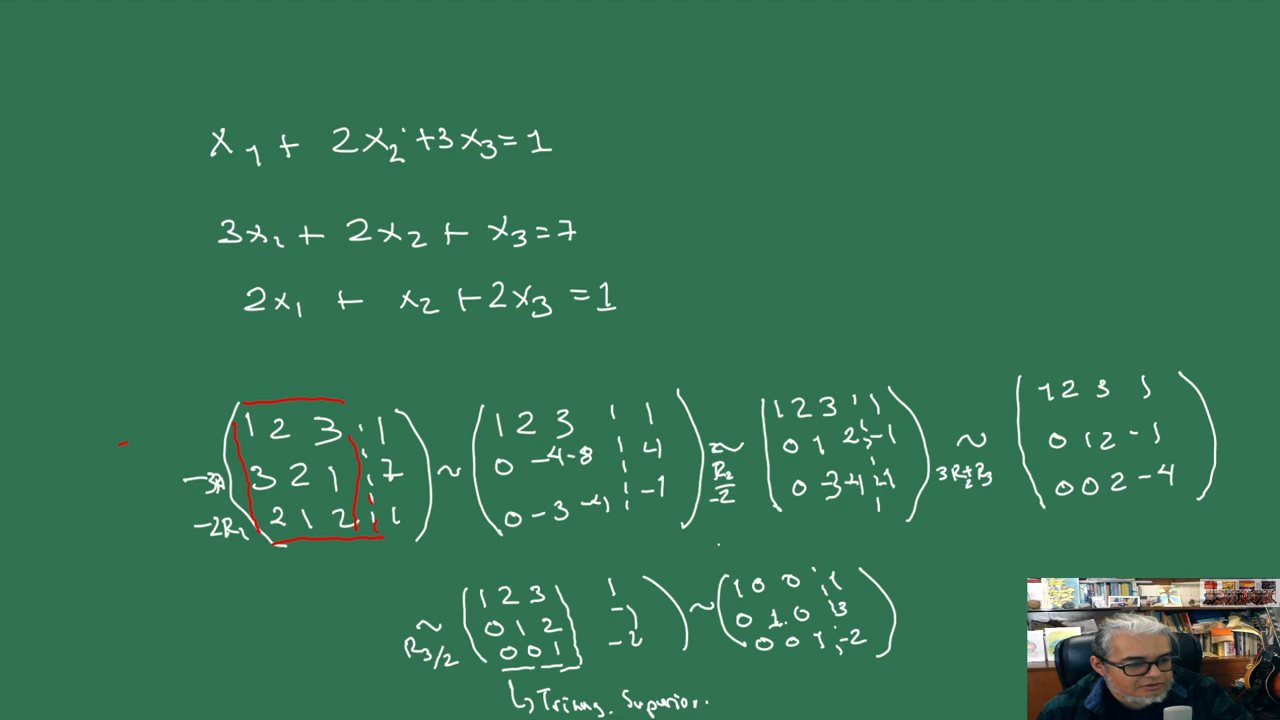 x₁ + 2x₂ + 3x₃ = 1
3x₁ + 2x₂ + x₃ = 7
2x₁ + x₂ + 2x₃ = 1
1 2 3 ¦ 1
-3R₁ 3 2 1 ¦ 7
-2R₁ 2 1 2 ¦ 1
~
1 2 3 ¦ 1
0 -4 -8 ¦ 4
0 -3 -4 ¦ -1
~ R₂/-2
1 2 3 ¦ 1
0 1 2 ¦ -1
0 -3 -4 ¦ -1
~ 3R₂+R₃
1 2 3 1
0 1 2 -1
0 0 2 -4
~ R₃/2
1 2 3 1
0 1 2 -1
0 0 1 -2
~
1 0 0 ¦ 1
0 1 0 ¦ 3
0 0 1 ¦ -2
↳ Triang. Superior.